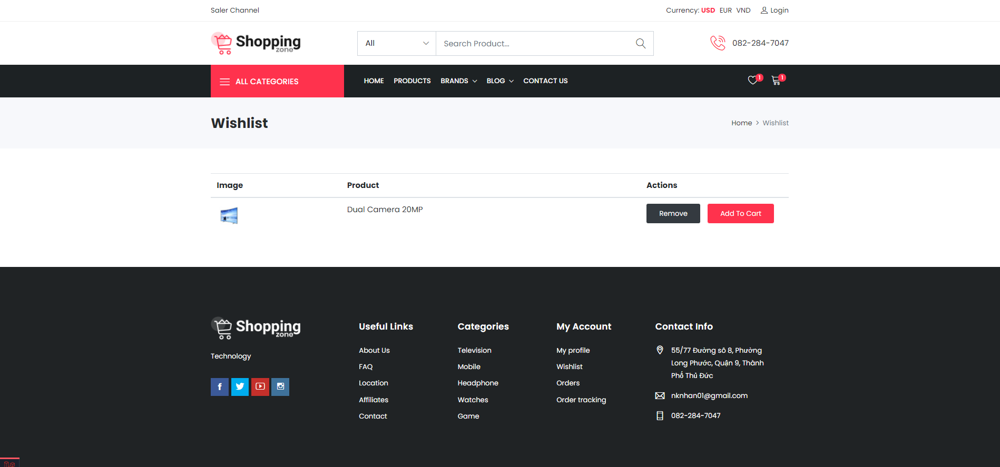 Saler Channel
Currency: USD EUR VND Login
Shopping
zone
All
Search Product...
082-284-7047
ALL CATEGORIES
HOME PRODUCTS BRANDS BLOG CONTACT US
1 1
Wishlist
Home > Wishlist
Image Product Actions
Dual Camera 20MP Remove Add To Cart
Shopping
zone
Technology
Useful Links
About Us
FAQ
Location
Affiliates
Contact
Categories
Television
Mobile
Headphone
Watches
Game
My Account
My profile
Wishlist
Orders
Order tracking
Contact Info
55/77 Đường sô 8, Phường
Long Phước, Quận 9, Thành
Phố Thủ Đức
nknhan01@gmail.com
082-284-7047